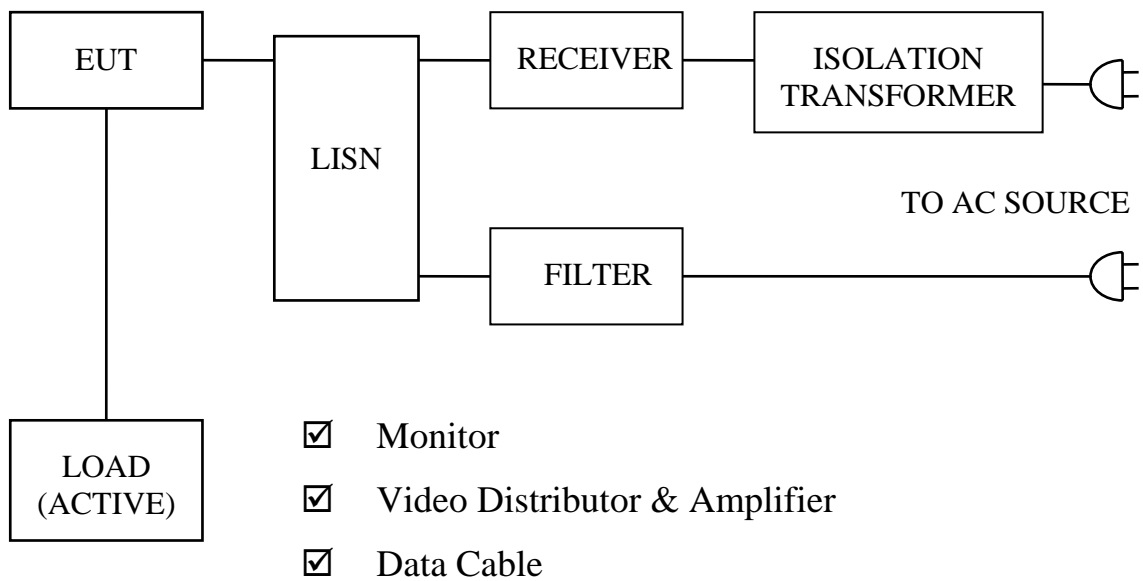 EUT
RECEIVER
ISOLATION
TRANSFORMER
LISN
TO AC SOURCE
FILTER
LOAD
(ACTIVE)
☑ Monitor
☑ Video Distributor & Amplifier
☑ Data Cable